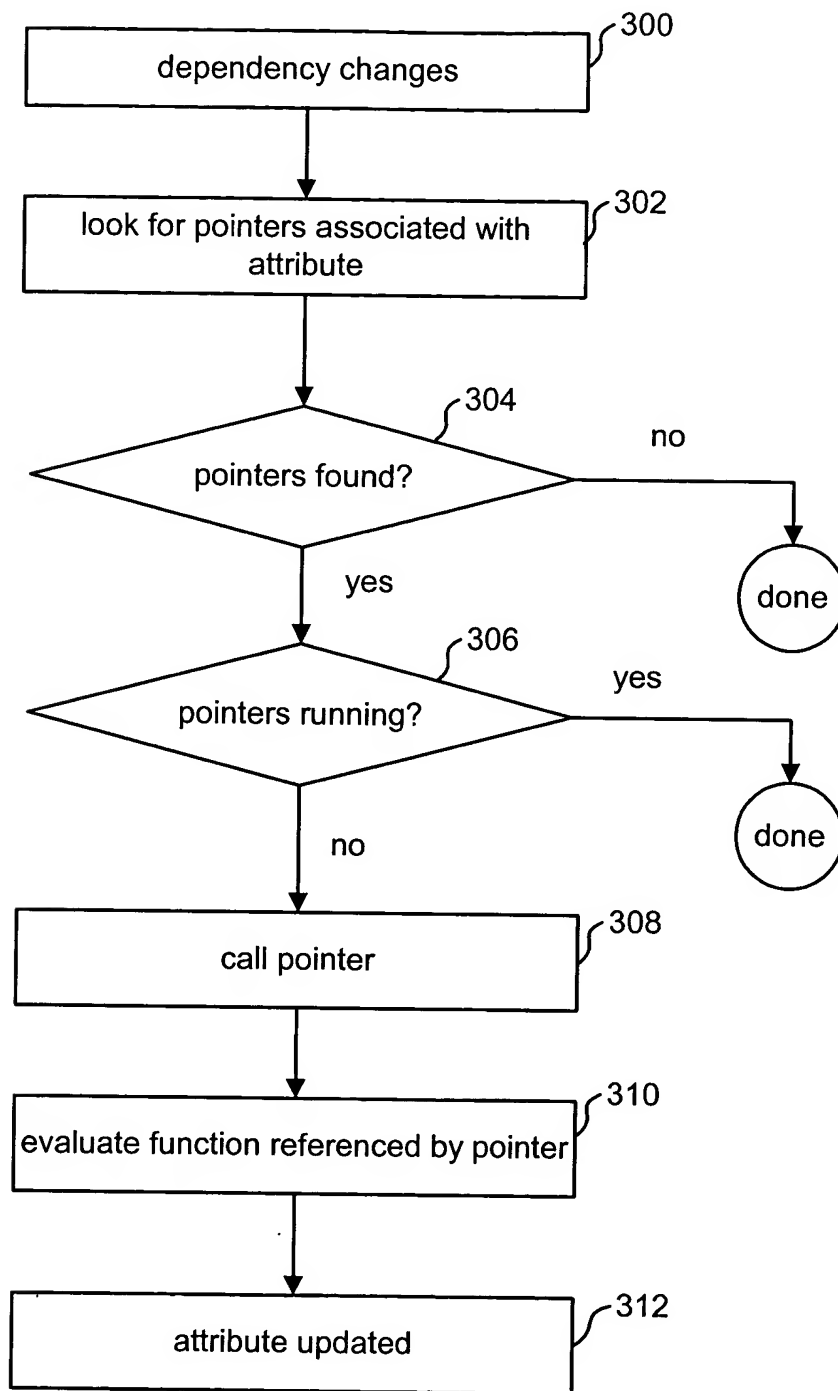 300
dependency changes
302
look for pointers associated with
attribute
304
no
pointers found?
done
yes
306
yes
pointers running?
done
no
308
call pointer
310
evaluate function referenced by pointer
312
attribute updated